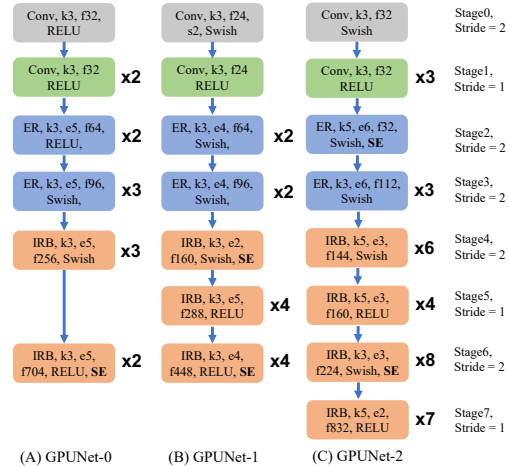 Conv, k3, f32,
RELU
Conv, k3, f24,
s2, Swish
Conv, k3, f32
Swish
Stage0,
Stride = 2
Conv, k3, f32
RELU
x2
Conv, k3, f24
RELU
Conv, k3, f32
RELU
x3
Stage1,
Stride = 1
ER, k3, e5, f64,
RELU,
x2
ER, k3, e4, f64,
Swish,
x2
ER, k5, e6, f32,
Swish, SE
Stage2,
Stride = 2
ER, k3, e5, f96,
Swish,
x3
ER, k3, e4, f96,
Swish,
x2
ER, k3, e6, f112,
Swish
x3
Stage3,
Stride = 2
IRB, k3, e5,
f256, Swish
x3
IRB, k3, e2,
f160, Swish, SE
IRB, k5, e3,
f144, Swish
x6
Stage4,
Stride = 2
IRB, k3, e5,
f288, RELU
x4
IRB, k5, e3,
f160, RELU
x4
Stage5,
Stride = 1
IRB, k3, e5,
f704, RELU, SE
x2
IRB, k3, e4,
f448, RELU, SE
x4
IRB, k3, e3,
f224, Swish, SE
x8
Stage6,
Stride = 2
IRB, k5, e2,
f832, RELU
x7
Stage7,
Stride = 1
(A) GPUNet-0
(B) GPUNet-1
(C) GPUNet-2